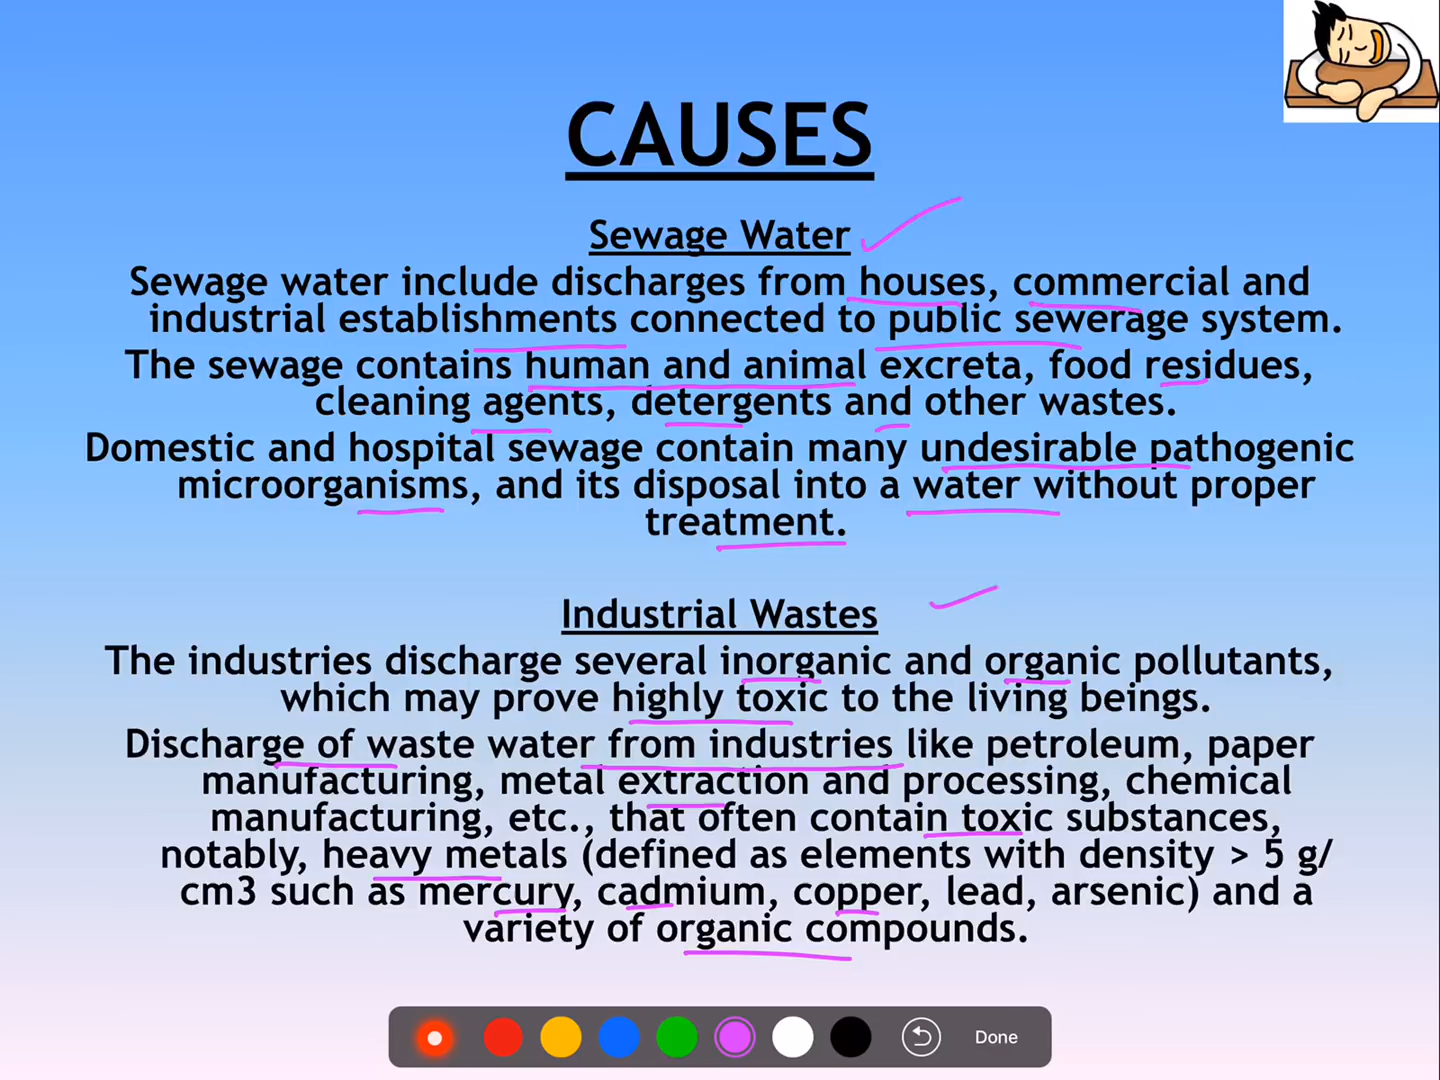 CAUSES
Sewage Water
Sewage water include discharges from houses, commercial and
industrial establishments connected to public sewerage system.
The sewage contains human and animal excreta, food residues,
cleaning agents, detergents and other wastes.
Domestic and hospital sewage contain many undesirable pathogenic
microorganisms, and its disposal into a water without proper
treatment.
Industrial Wastes
The industries discharge several inorganic and organic pollutants,
which may prove highly toxic to the living beings.
Discharge of waste water from industries like petroleum, paper
manufacturing, metal extraction and processing, chemical
manufacturing, etc., that often contain toxic substances,
notably, heavy metals (defined as elements with density > 5 g/
cm3 such as mercury, cadmium, copper, lead, arsenic) and a
variety of organic compounds.
Done